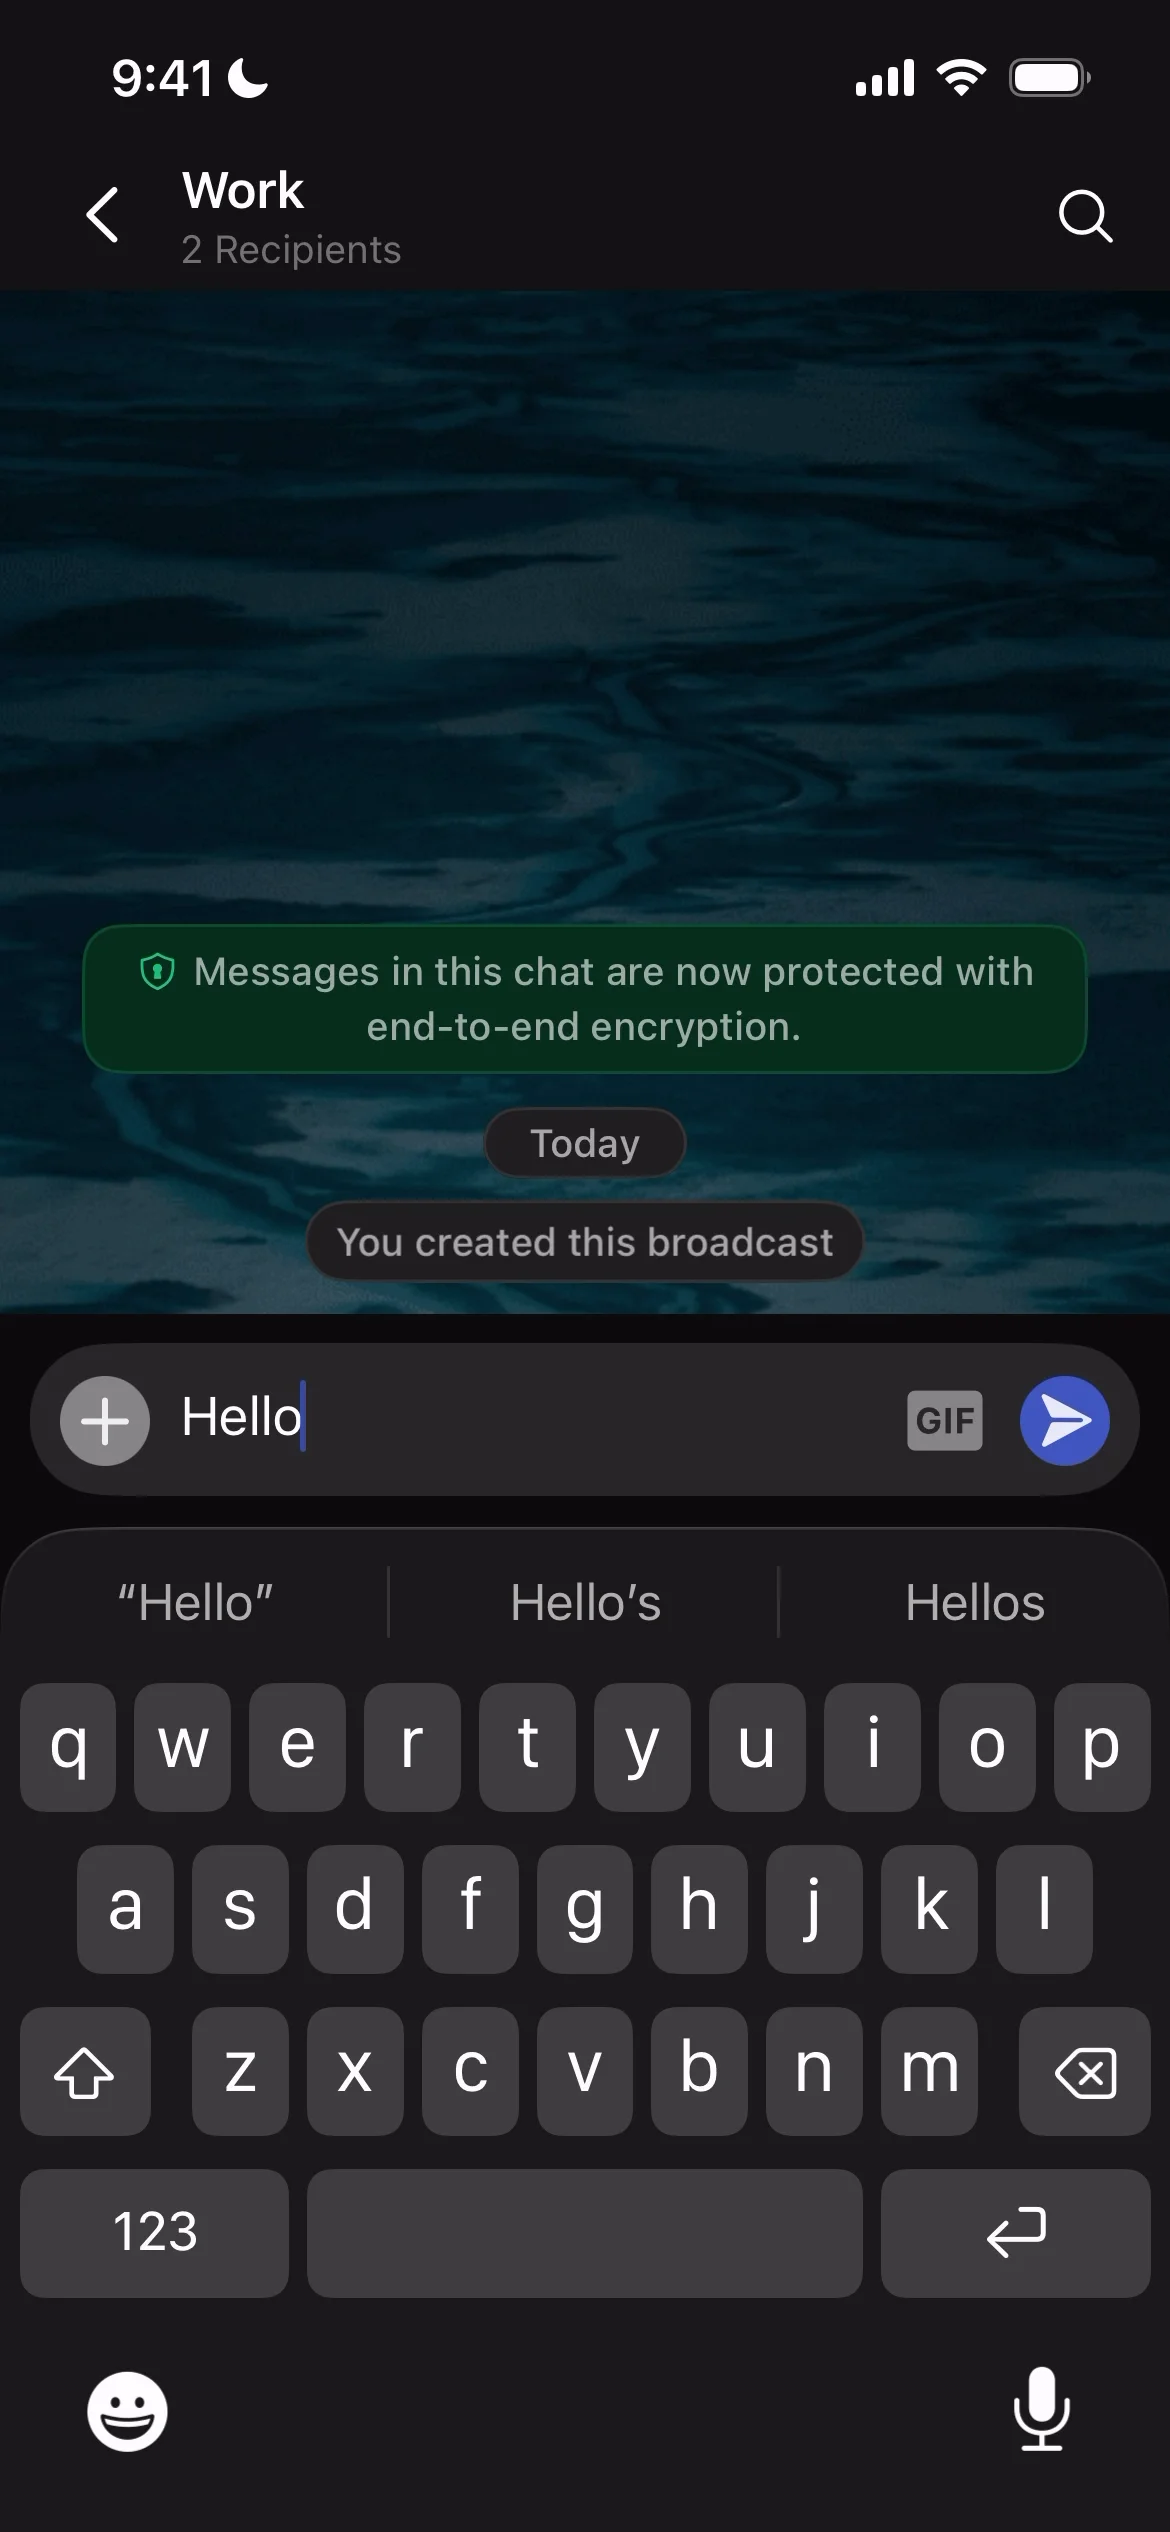 9:41
Work
2 Recipients
Messages in this chat are now protected with
end-to-end encryption.
Today
You created this broadcast
Hello
GIF
“Hello” Hello’s Hellos
q w e r t y u i o p
a s d f g h j k l
z x c v b n m
123